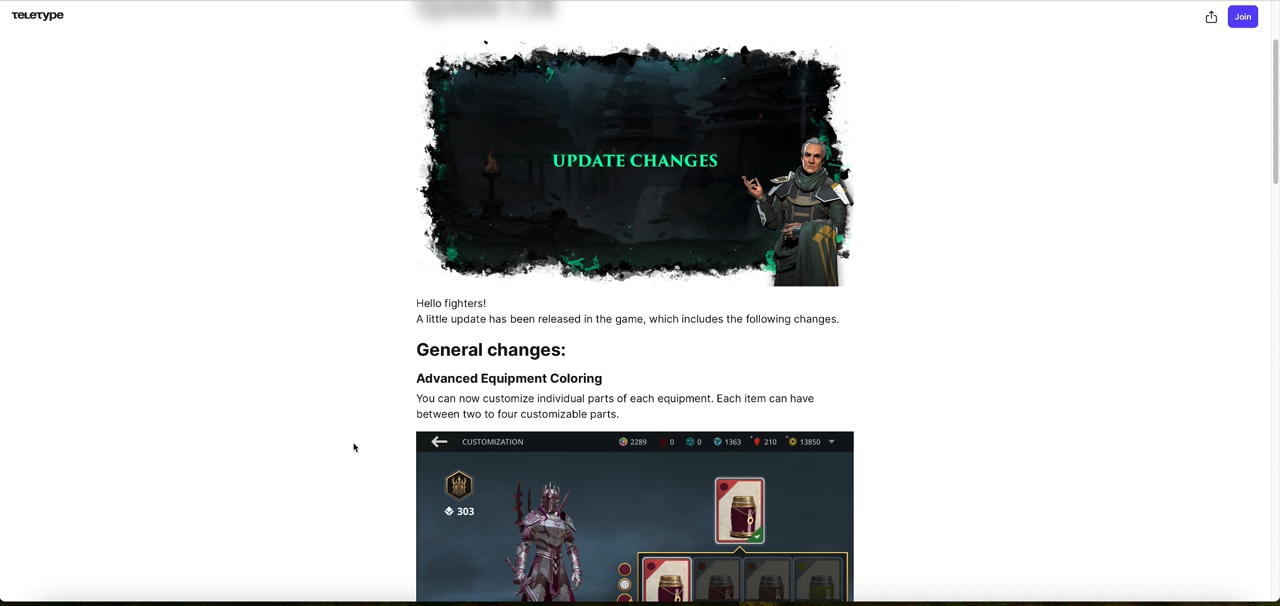 TELETYPE
Join
UPDATE CHANGES
Hello fighters!
A little update has been released in the game, which includes the following changes.
General changes:
Advanced Equipment Coloring
You can now customize individual parts of each equipment. Each item can have
between two to four customizable parts.
CUSTOMIZATION 2289 0 0 1363 210 13850
303